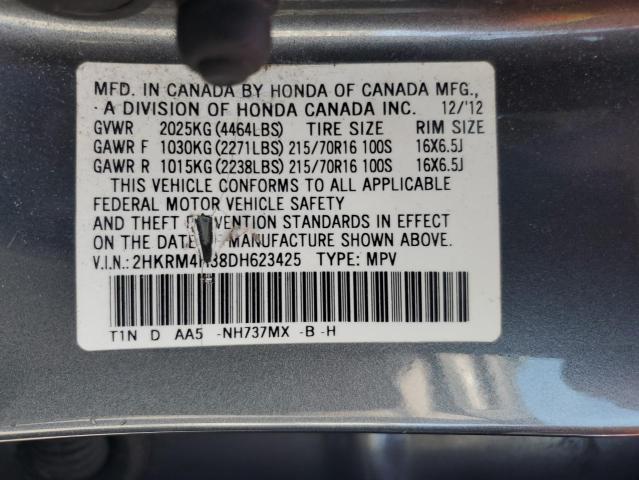 MFD. IN CANADA BY HONDA OF CANADA MFG.,
A DIVISION OF HONDA CANADA INC. 12/'12
GVWR 2025KG (4464LBS) TIRE SIZE RIM SIZE
GAWR F 1030KG (2271LBS) 215/70R16 100S 16X6.5J
GAWR R 1015KG (2238LBS) 215/70R16 100S 16X6.5J
THIS VEHICLE CONFORMS TO ALL APPLICABLE
FEDERAL MOTOR VEHICLE SAFETY
AND THEFT PREVENTION STANDARDS IN EFFECT
ON THE DATE MANUFACTURE SHOWN ABOVE.
V.I.N.: 2HKRM4H38DH623425 TYPE: MPV
T1N D AA5 -NH737MX -B -H